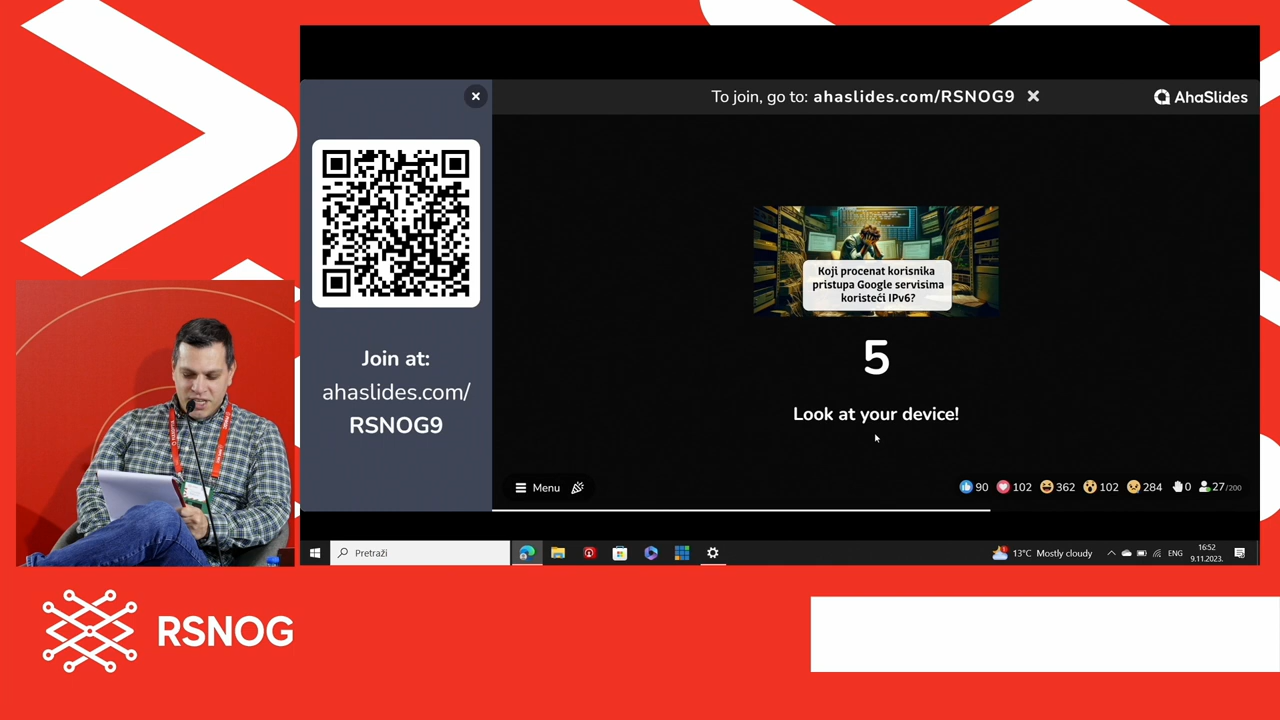 To join, go to: ahaslides.com/RSNOG9
AhaSlides
Join at:
ahaslides.com/
RSNOG9
Koji procenat korisnika
pristupa Google servisima
koristeći IPv6?
5
Look at your device!
Menu
90 102 362 102 284 0 27/200
Pretraži
13°C Mostly cloudy
ENG
16:52
9.11.2023.
RSNOG